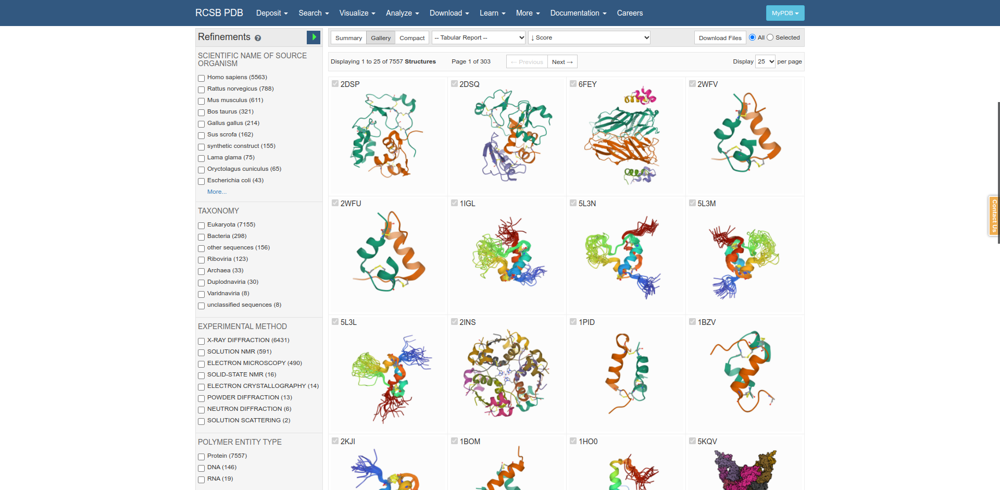 RCSB PDB Deposit Search Visualize Analyze Download Learn More Documentation Careers MyPDB
Refinements ?
Summary Gallery Compact -- Tabular Report -- ↓ Score Download Files All Selected
Displaying 1 to 25 of 7557 Structures Page 1 of 303 ← Previous Next → Display 25 per page
SCIENTIFIC NAME OF SOURCE
ORGANISM
Homo sapiens (5563)
Rattus norvegicus (788)
Mus musculus (611)
Bos taurus (321)
Gallus gallus (214)
Sus scrofa (162)
synthetic construct (155)
Lama glama (75)
Oryctolagus cuniculus (65)
Escherichia coli (43)
More...
TAXONOMY
Eukaryota (7155)
Bacteria (298)
other sequences (156)
Riboviria (123)
Archaea (33)
Duplodnaviria (30)
Varidnaviria (8)
unclassified sequences (8)
EXPERIMENTAL METHOD
X-RAY DIFFRACTION (6431)
SOLUTION NMR (591)
ELECTRON MICROSCOPY (490)
SOLID-STATE NMR (16)
ELECTRON CRYSTALLOGRAPHY (14)
POWDER DIFFRACTION (13)
NEUTRON DIFFRACTION (6)
SOLUTION SCATTERING (2)
POLYMER ENTITY TYPE
Protein (7557)
DNA (146)
RNA (19)
2DSP 2DSQ 6FEY 2WFV
2WFU 1IGL 5L3N 5L3M
5L3L 2INS 1PID 1BZV
2KJI 1BOM 1HO0 5KQV
Contact Us